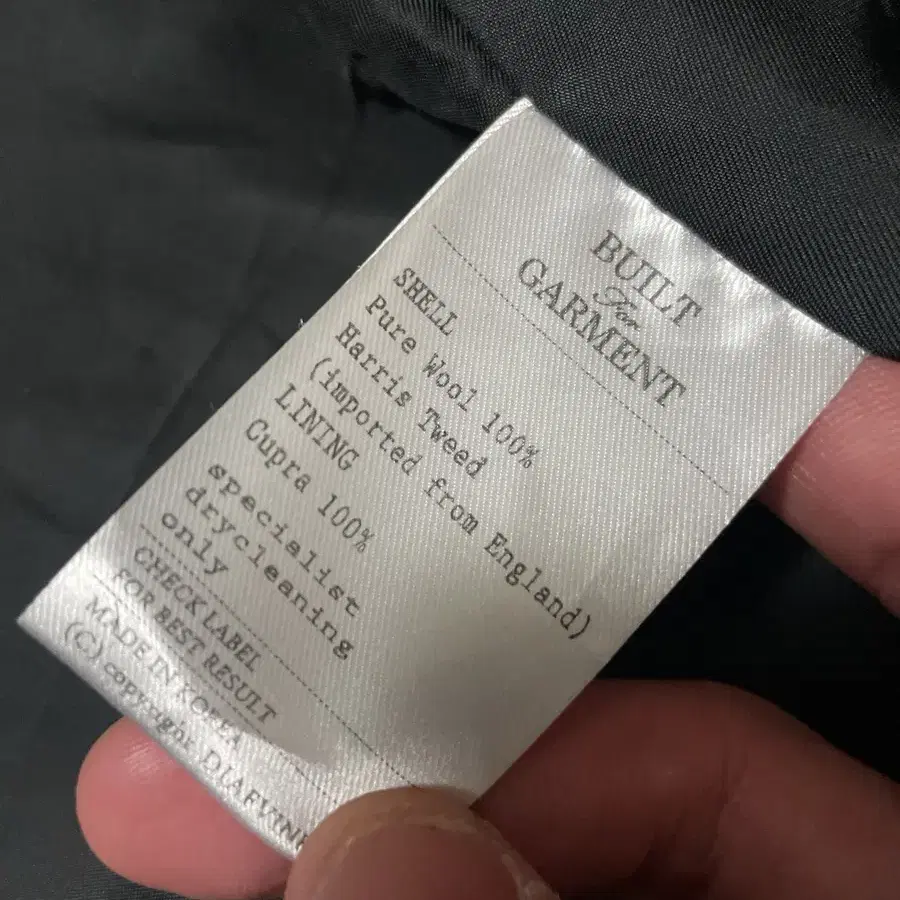 BUILT
For
GARMENT
SHELL
Pure Wool 100%
Harris Tweed
(imported from England)
LINING
Cupra 100%
specialist
drycleaning
only
CHECK LABEL
FOR BEST RESULT
MADE IN KOREA
(C) copyright DIAFVINE